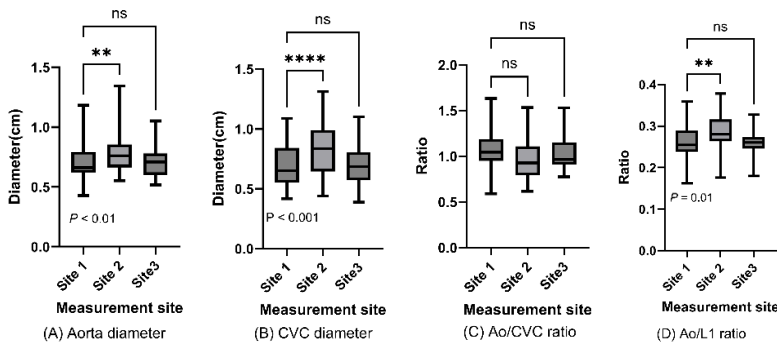 ns
**
Diameter(cm)
1.5
1.0
0.5
0.0
P < 0.01
Site 1
Site 2
Site3
Measurement site
(A) Aorta diameter
ns
****
Diameter(cm)
1.5
1.0
0.5
0.0
P < 0.001
Site 1
Site 2
Site3
Measurement site
(B) CVC diameter
ns
ns
Ratio
2.0
1.5
1.0
0.5
0.0
Site 1
Site 2
Site3
Measurement site
(C) Ao/CVC ratio
ns
**
Ratio
0.4
0.3
0.2
0.1
0.0
P = 0.01
Site 1
Site 2
Site3
Measurement site
(D) Ao/L1 ratio